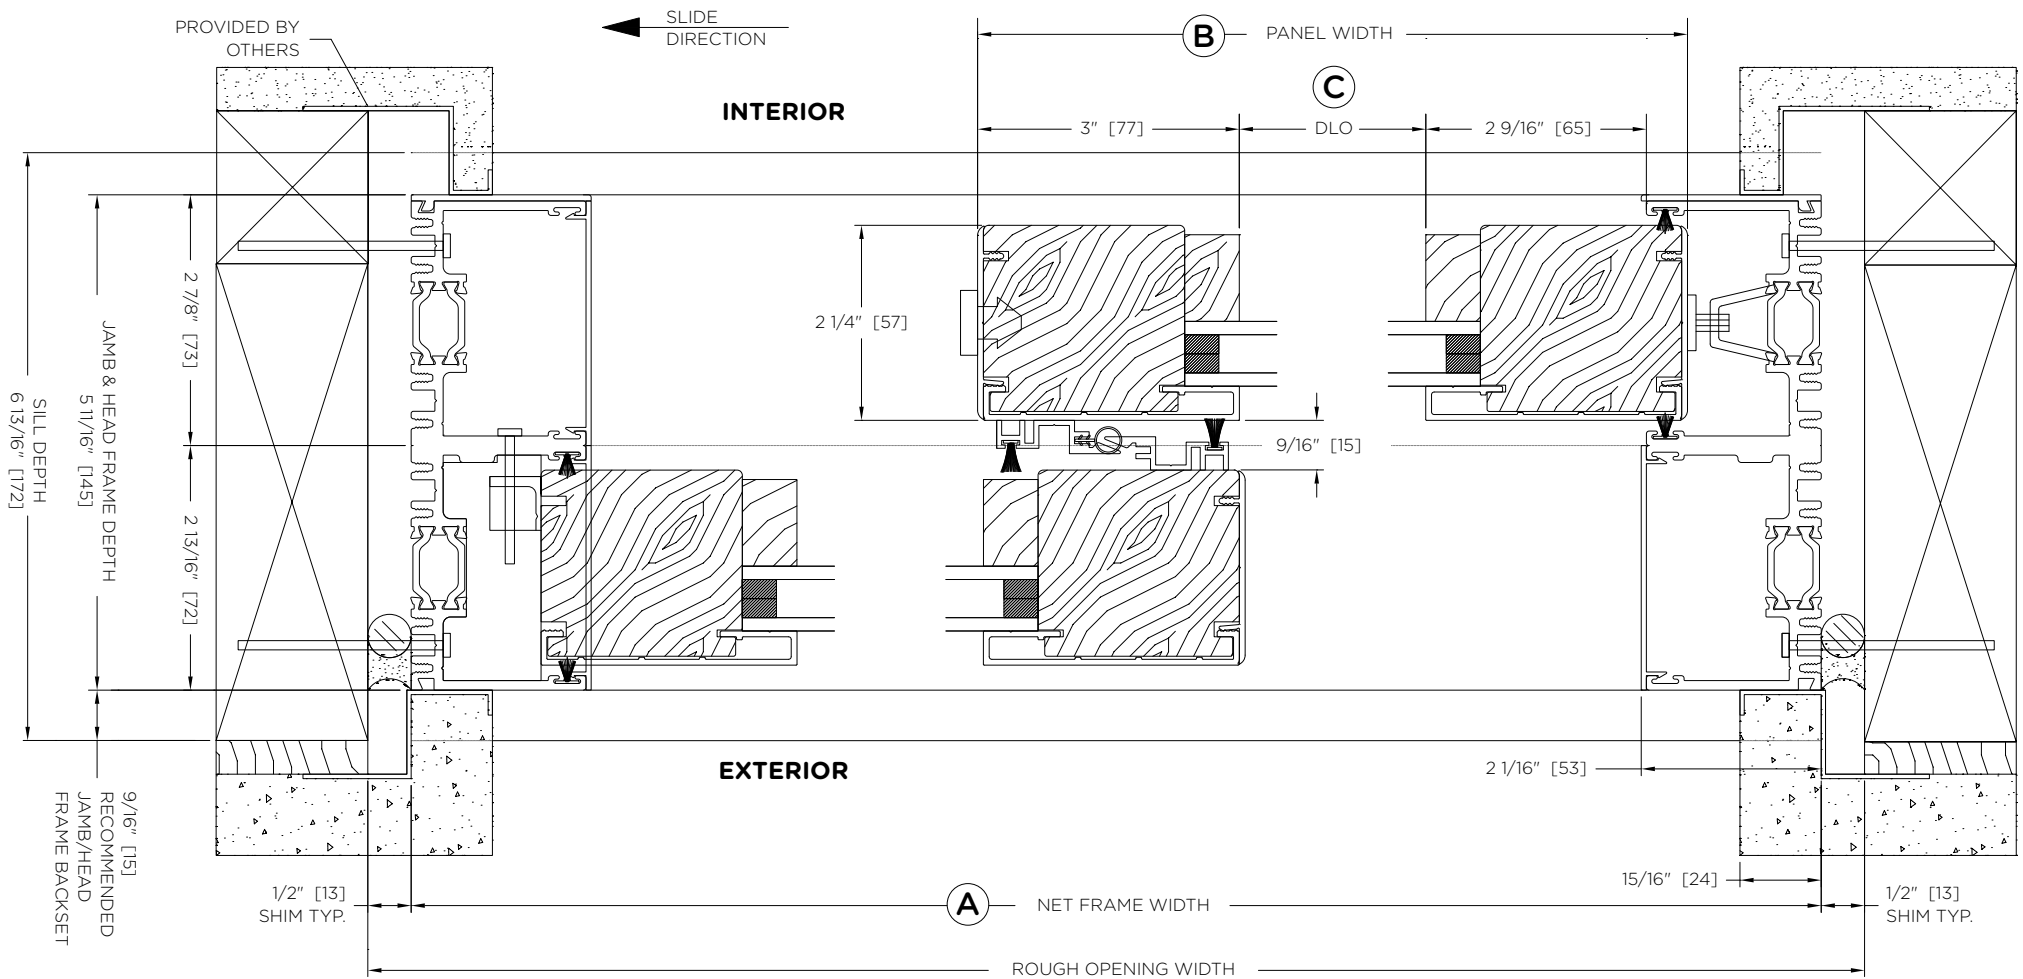 PROVIDED BY
OTHERS
SLIDE
DIRECTION
B
PANEL WIDTH
C
INTERIOR
3" [77]
DLO
2 9/16" [65]
2 1/4" [57]
9/16" [15]
SILL DEPTH
6 13/16" [172]
JAMB & HEAD FRAME DEPTH
5 11/16" [145]
2 7/8" [73]
2 13/16" [72]
EXTERIOR
2 1/16" [53]
9/16" [15]
RECOMMENDED
JAMB/HEAD
FRAME BACKSET
1/2" [13]
SHIM TYP.
A
NET FRAME WIDTH
15/16" [24]
1/2" [13]
SHIM TYP.
ROUGH OPENING WIDTH